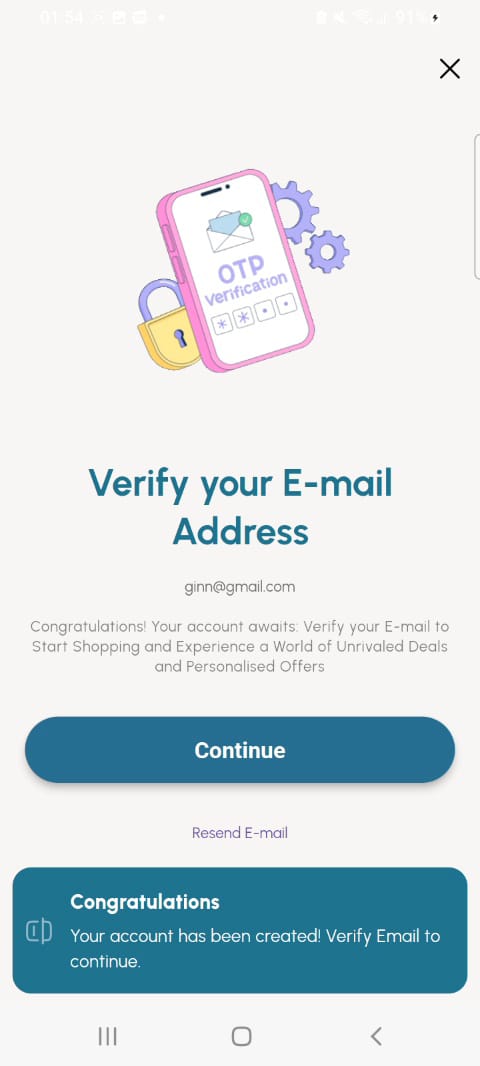 01:54
91%
OTP
verification
Verify your E-mail
Address
ginn@gmail.com
Congratulations! Your account awaits: Verify your E-mail to
Start Shopping and Experience a World of Unrivaled Deals
and Personalised Offers
Continue
Resend E-mail
Congratulations
Your account has been created! Verify Email to
continue.